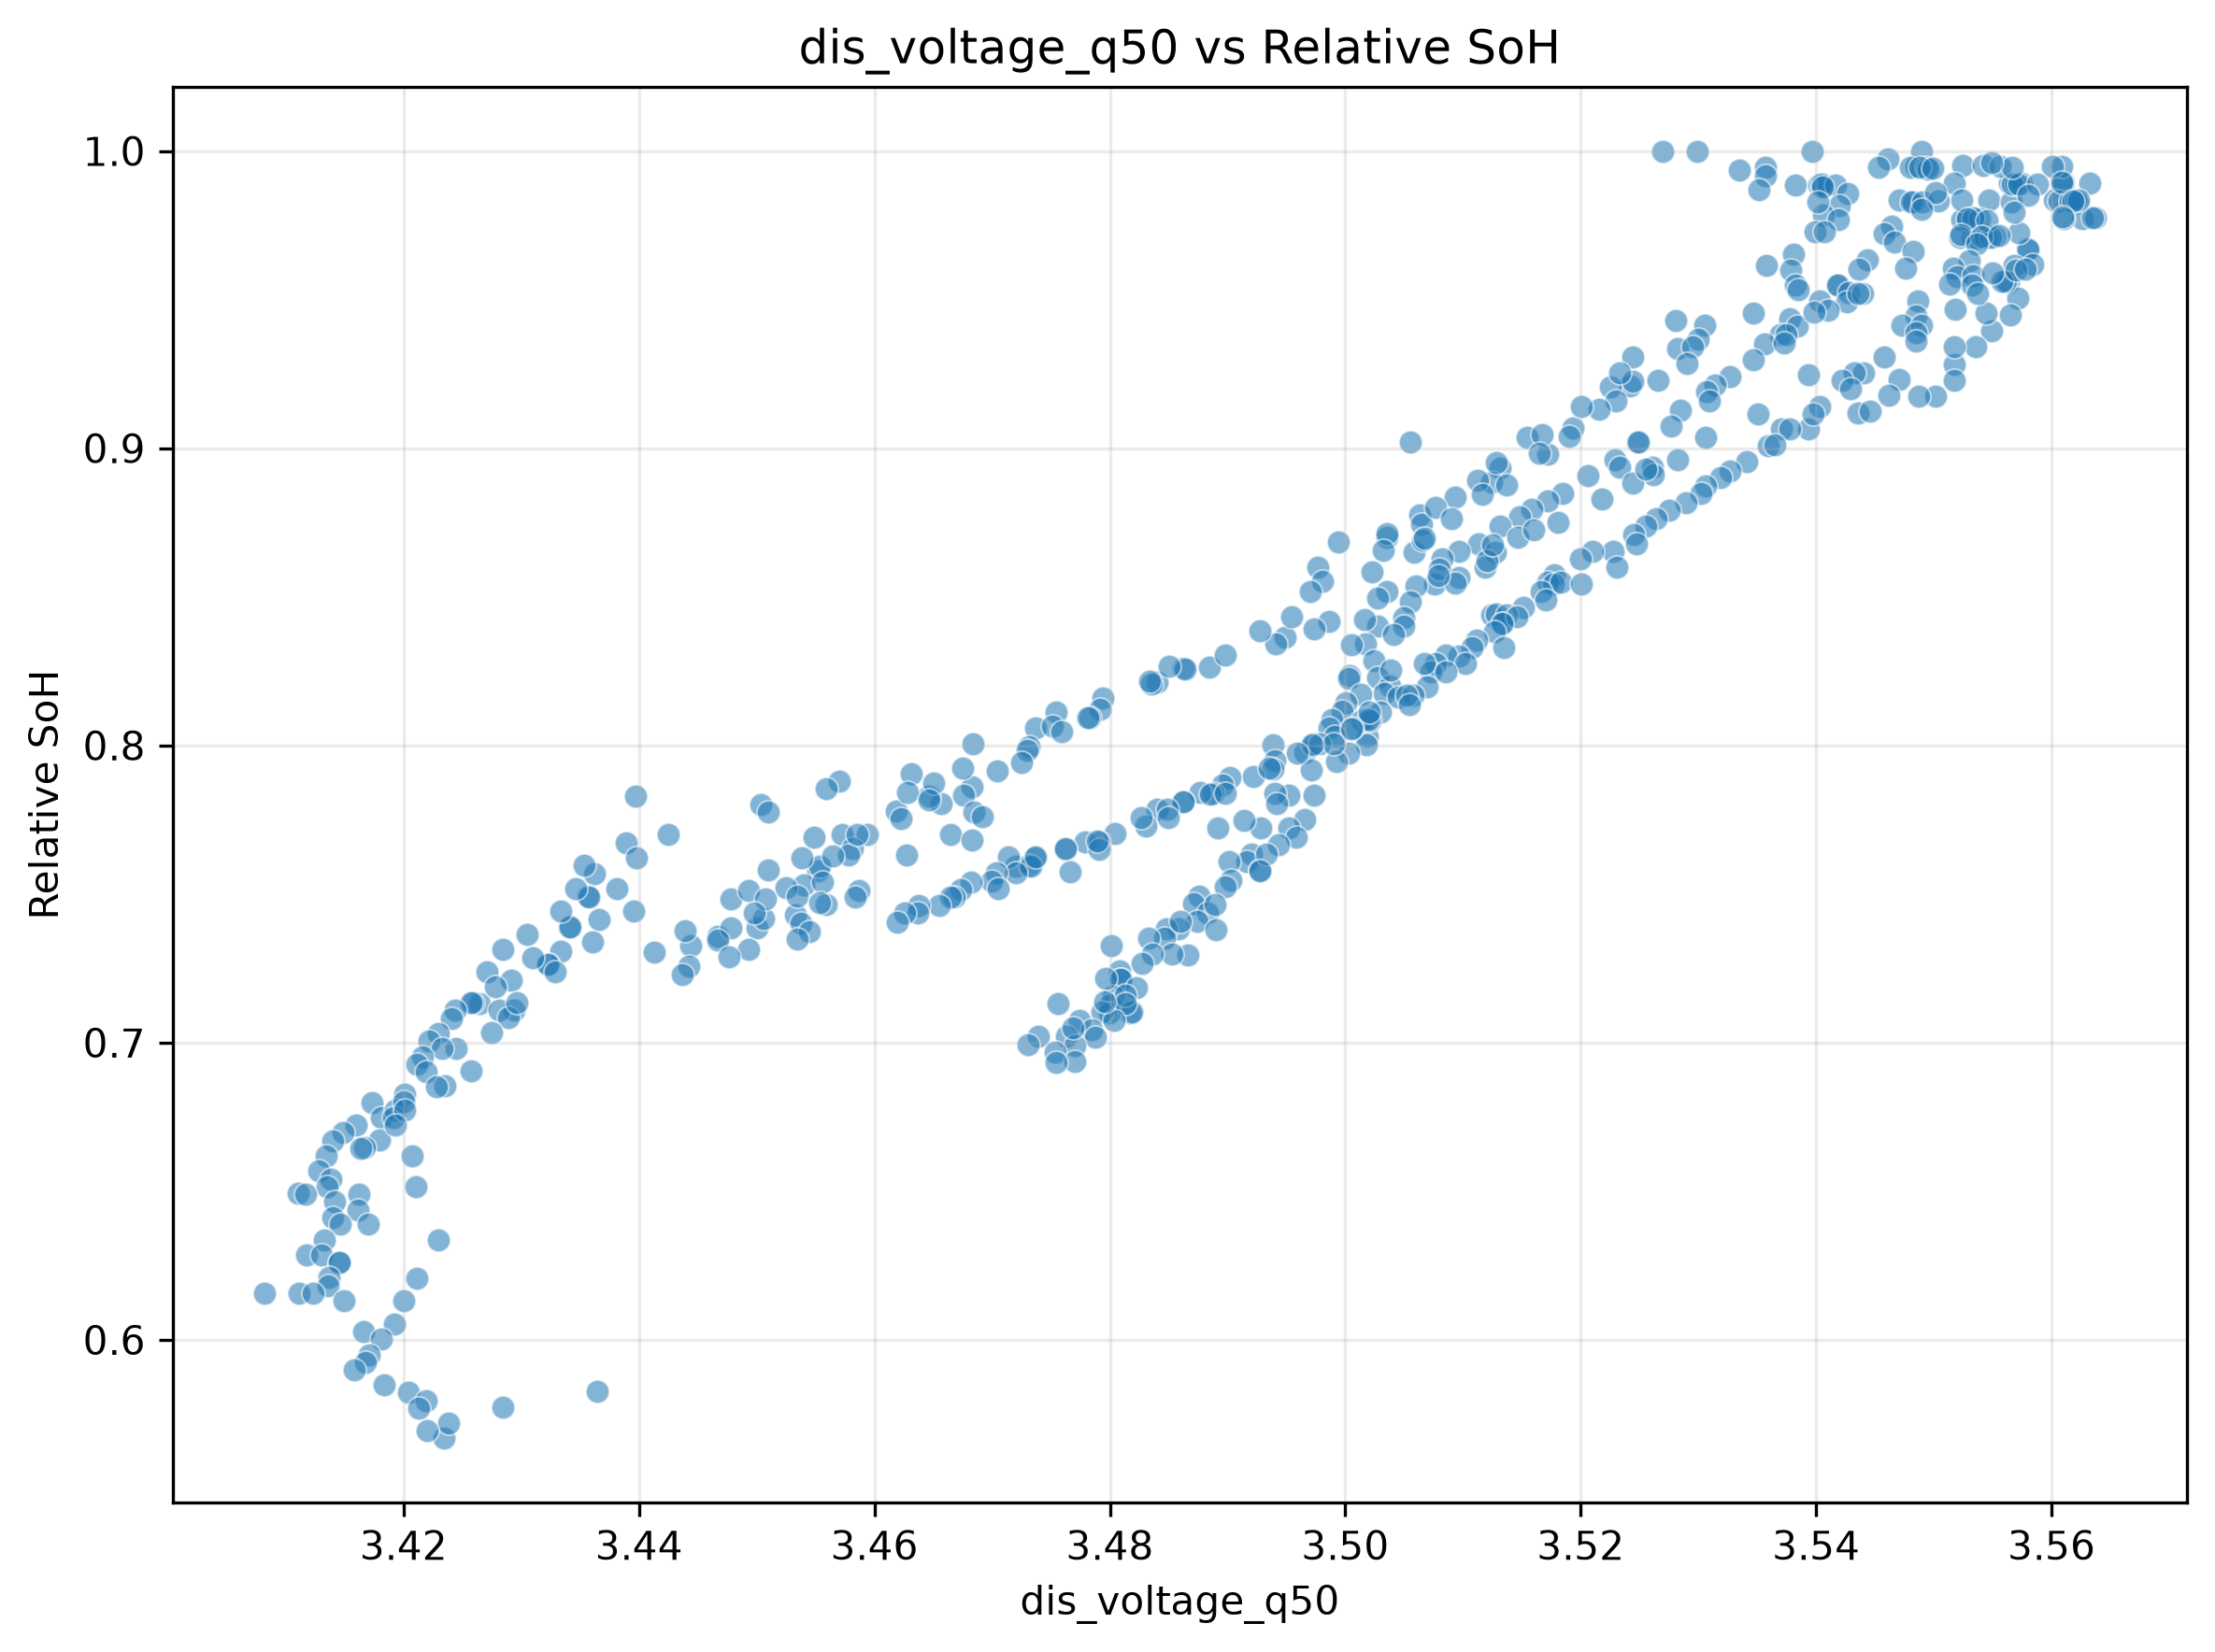 dis_voltage_q50 vs Relative SoH
Relative SoH
1.0
0.9
0.8
0.7
0.6
3.42 3.44 3.46 3.48 3.50 3.52 3.54 3.56
dis_voltage_q50